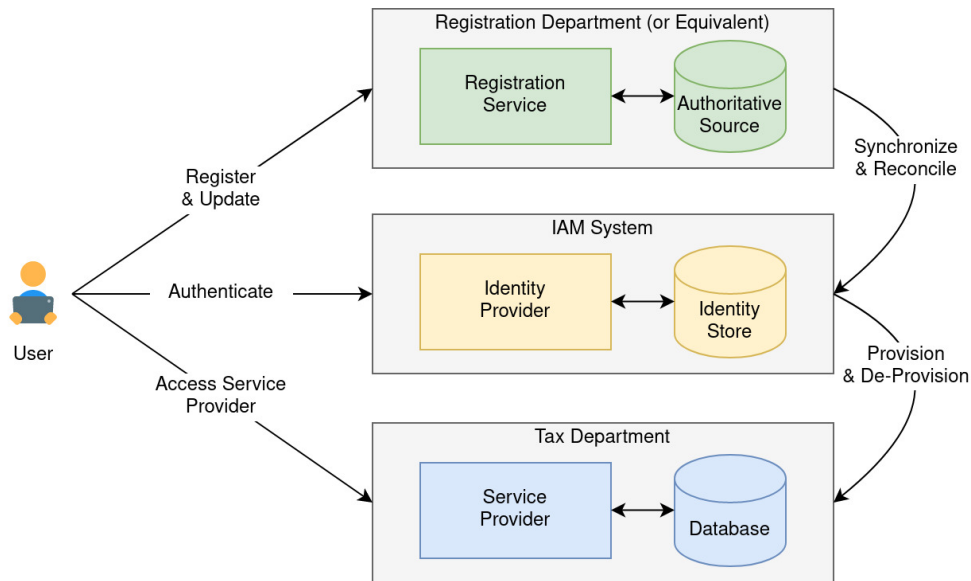 Registration Department (or Equivalent)
Registration
Service
Authoritative
Source
Synchronize
& Reconcile
Register
& Update
IAM System
Identity
Provider
Identity
Store
Authenticate
User
Provision
& De-Provision
Access Service
Provider
Tax Department
Service
Provider
Database